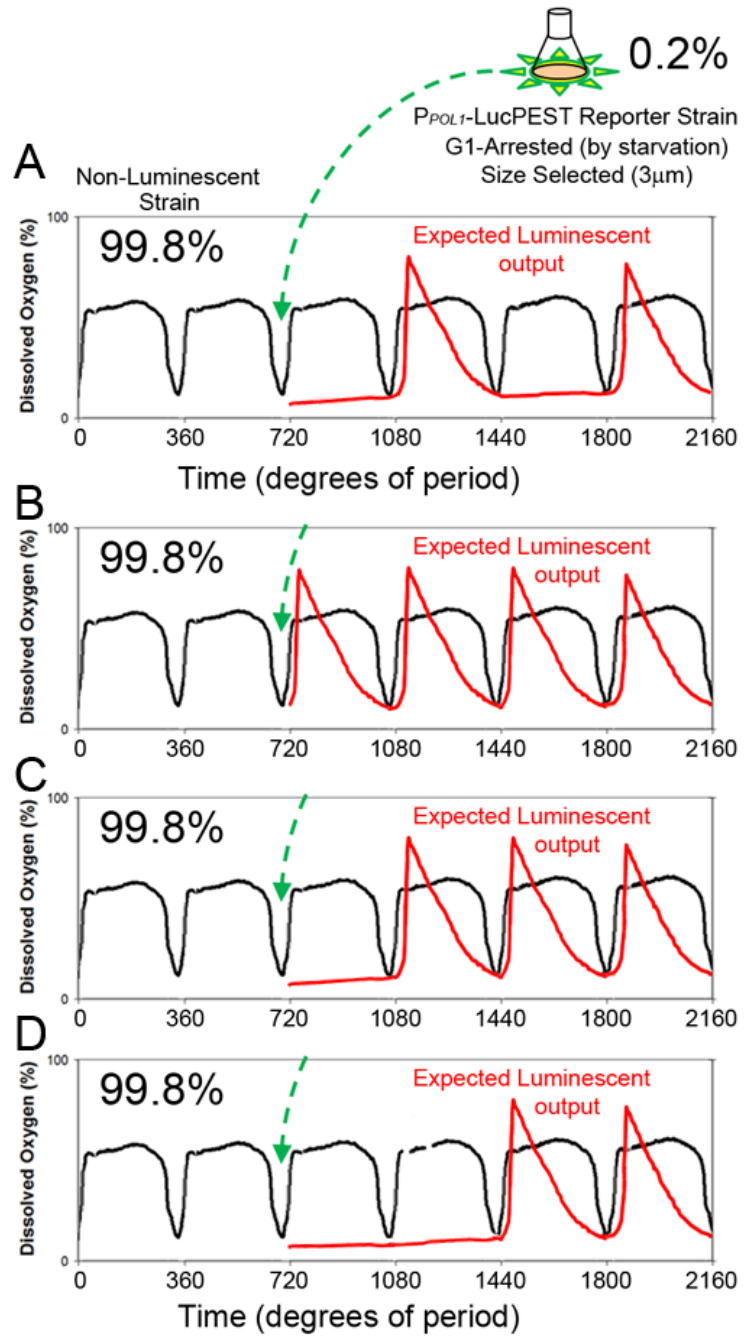 0.2%
P_POL1-LucPEST Reporter Strain
G1-Arrested (by starvation)
Size Selected (3μm)
A
Non-Luminescent
Strain
99.8%
Expected Luminescent
output
Dissolved Oxygen (%)
100
0
0 360 720 1080 1440 1800 2160
Time (degrees of period)
B
99.8%
Expected Luminescent
output
Dissolved Oxygen (%)
100
0
0 360 720 1080 1440 1800 2160
C
99.8%
Expected Luminescent
output
Dissolved Oxygen (%)
100
0
0 360 720 1080 1440 1800 2160
D
99.8%
Expected Luminescent
output
Dissolved Oxygen (%)
100
0
0 360 720 1080 1440 1800 2160
Time (degrees of period)